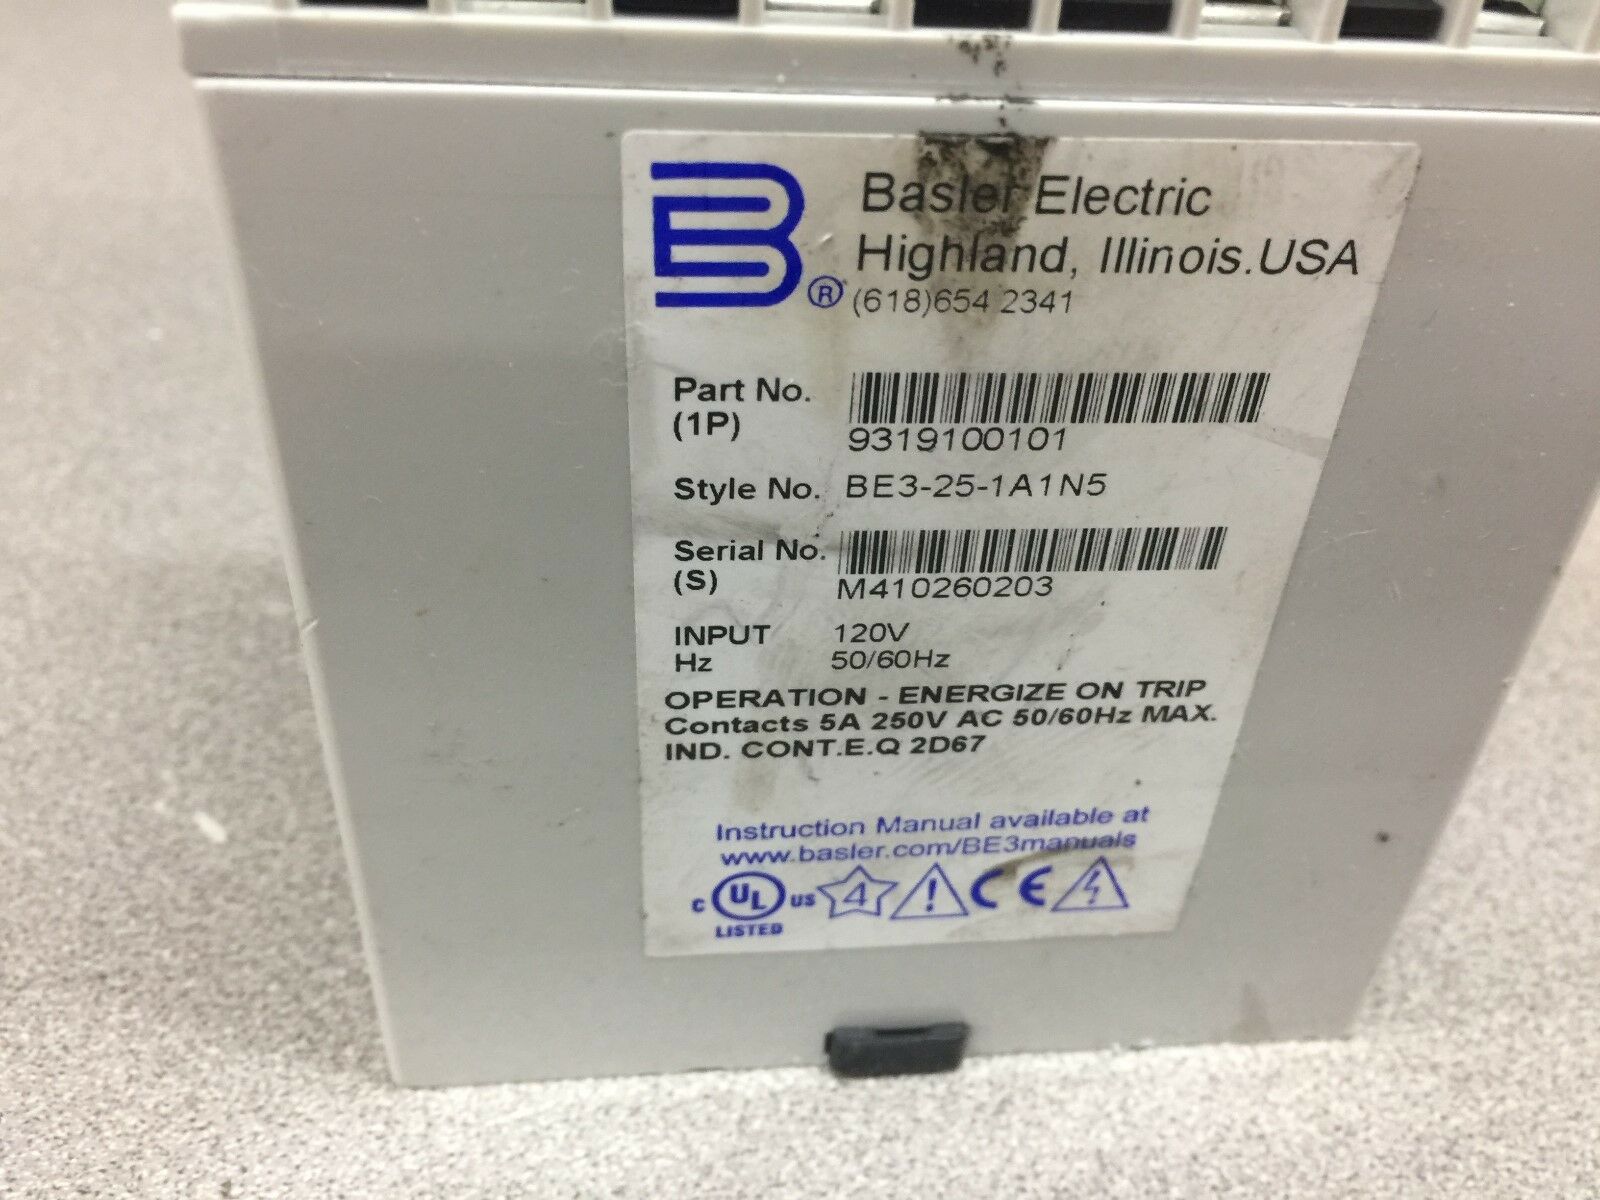 Basler Electric
Highland, Illinois.USA
® (618)654 2341
Part No.
(1P)
9319100101
Style No. BE3-25-1A1N5
Serial No.
(S)
M410260203
INPUT 120V
Hz 50/60Hz
OPERATION - ENERGIZE ON TRIP
Contacts 5A 250V AC 50/60Hz MAX.
IND. CONT.E.Q 2D67
Instruction Manual available at
www.basler.com/BE3manuals
C UL US 4 ! CE
LISTED